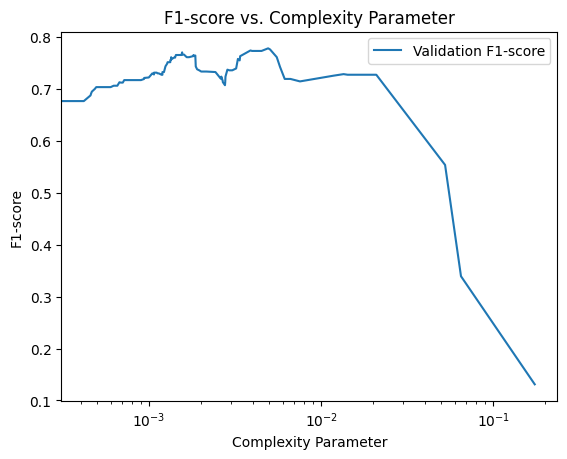 F1-score vs. Complexity Parameter
Validation F1-score
0.8
0.7
0.6
0.5
0.4
0.3
0.2
0.1
F1-score
10⁻³
10⁻²
10⁻¹
Complexity Parameter